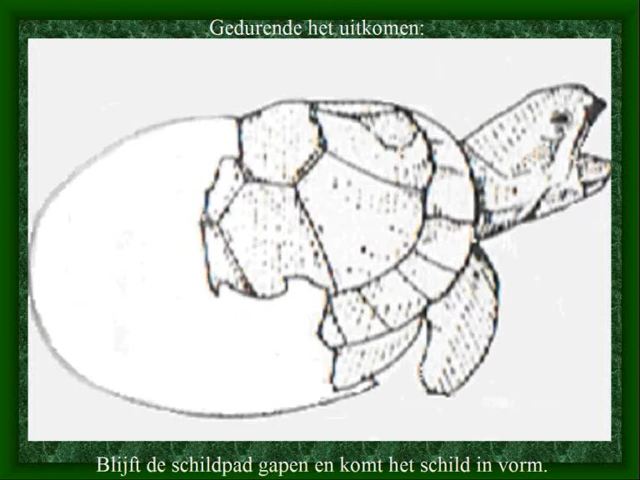 Gedurende het uitkomen:
Blijft de schildpad gapen en komt het schild in vorm.